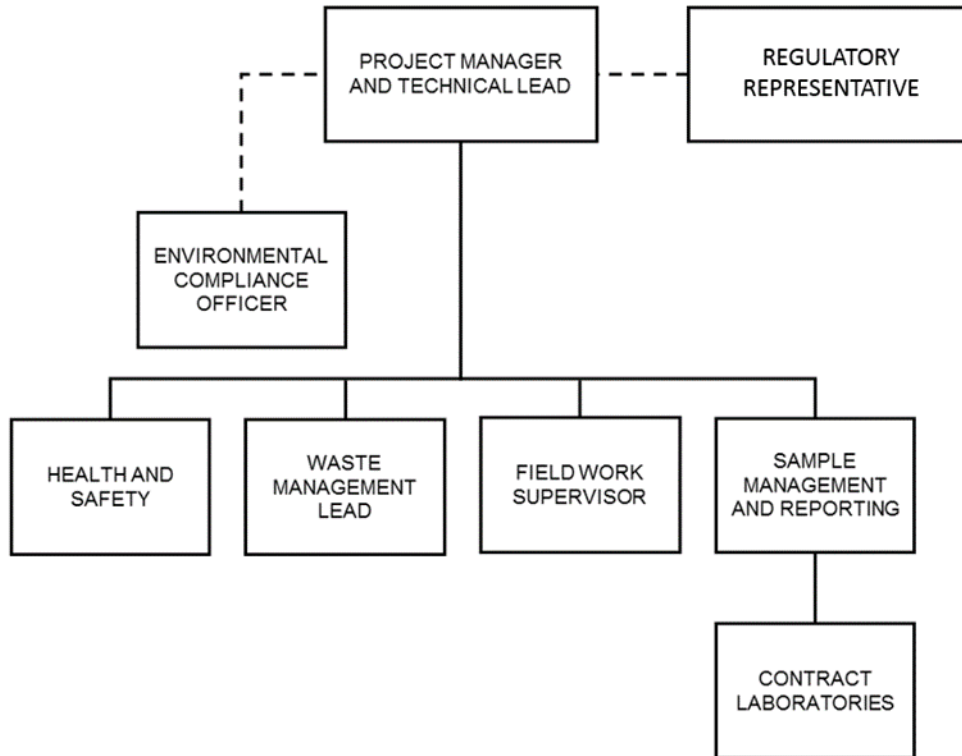 PROJECT MANAGER
AND TECHNICAL LEAD
REGULATORY
REPRESENTATIVE
ENVIRONMENTAL
COMPLIANCE
OFFICER
HEALTH AND
SAFETY
WASTE
MANAGEMENT
LEAD
FIELD WORK
SUPERVISOR
SAMPLE
MANAGEMENT
AND REPORTING
CONTRACT
LABORATORIES